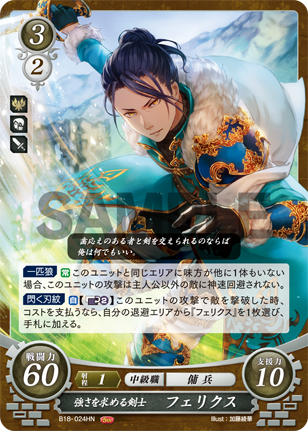 3
2
SAMPLE
歯応えのある者と剣を交えられるのならば
俺は何でもいい。
一匹狼 常 このユニットと同じエリアに味方が他に1体もいない
場合、このユニットの攻撃は主人公以外の敵に神速回避されない。
閃く刃紋 自 このユニットの攻撃で敵を撃破した時、
コストを支払うなら、自分の退避エリアから『フェリクス』を1枚選び、
手札に加える。
戦闘力
60
射程 1 中級職 傭兵
支援力
10
強さを求める剣士 フェリクス
B18-024HN
Illust:加藤綾華